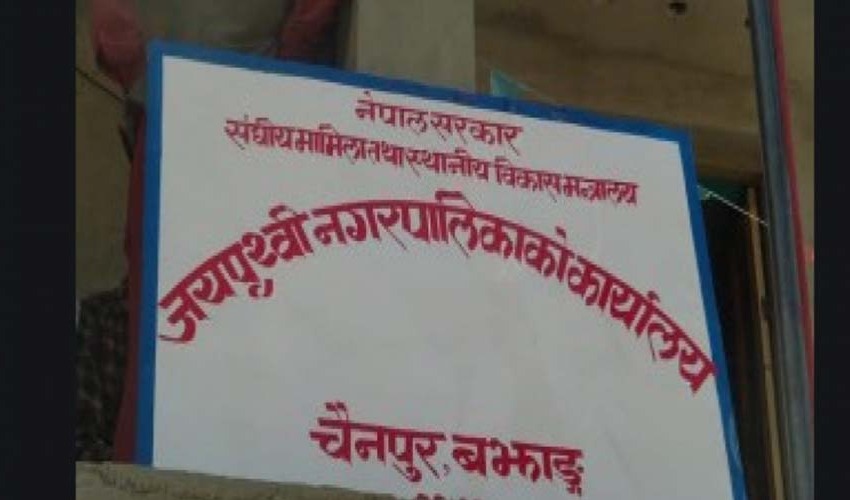 नेपाल सरकार
संघीय मामिला तथा स्थानीय विकास मन्त्रालय
जयपृथ्वी नगरपालिकाको कार्यालय
चैनपुर, बझाङ्ग